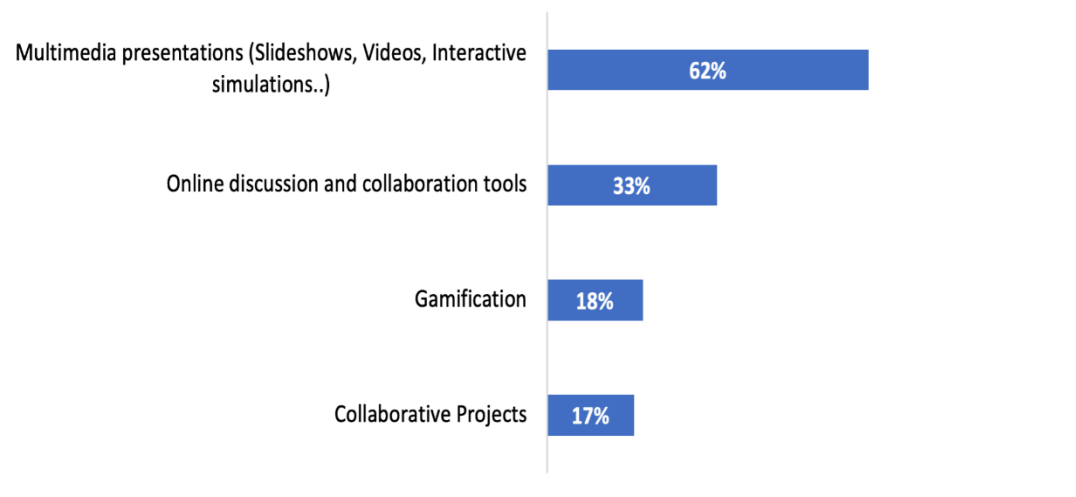 Multimedia presentations (Slideshows, Videos, Interactive
simulations..)
62%
Online discussion and collaboration tools
33%
Gamification
18%
Collaborative Projects
17%